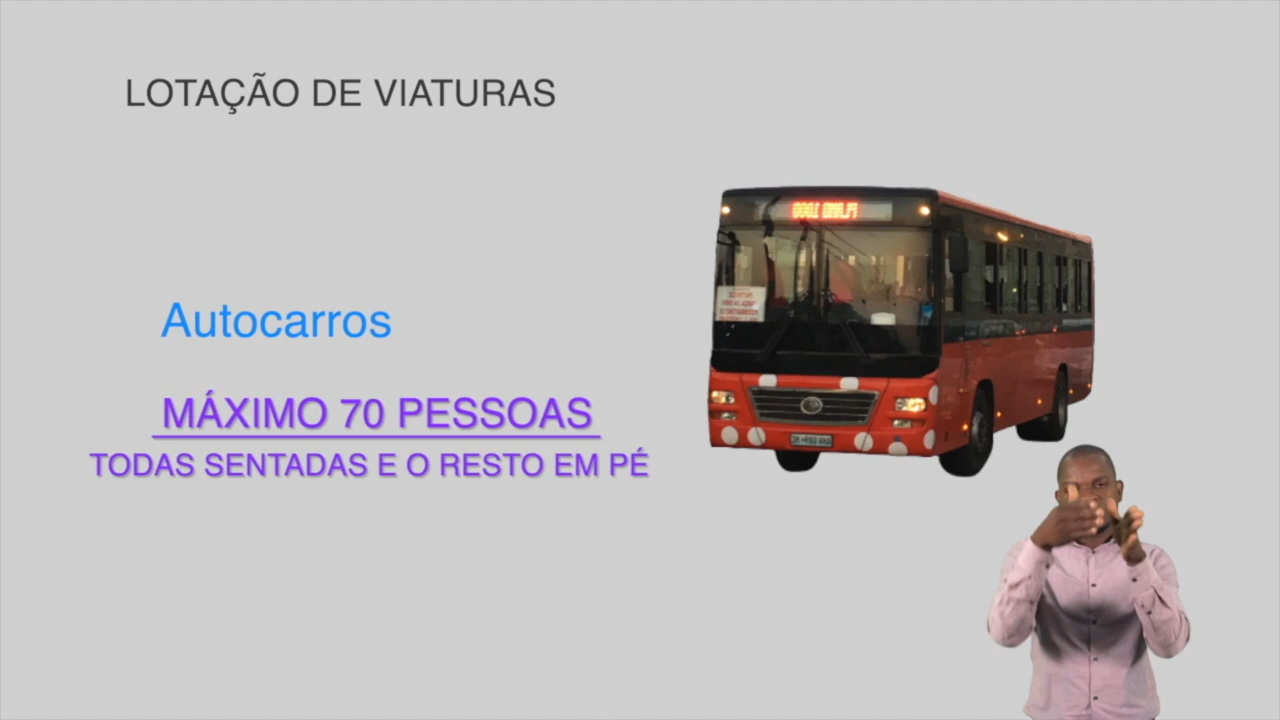 LOTAÇÃO DE VIATURAS
Autocarros
MÁXIMO 70 PESSOAS
TODAS SENTADAS E O RESTO EM PÉ